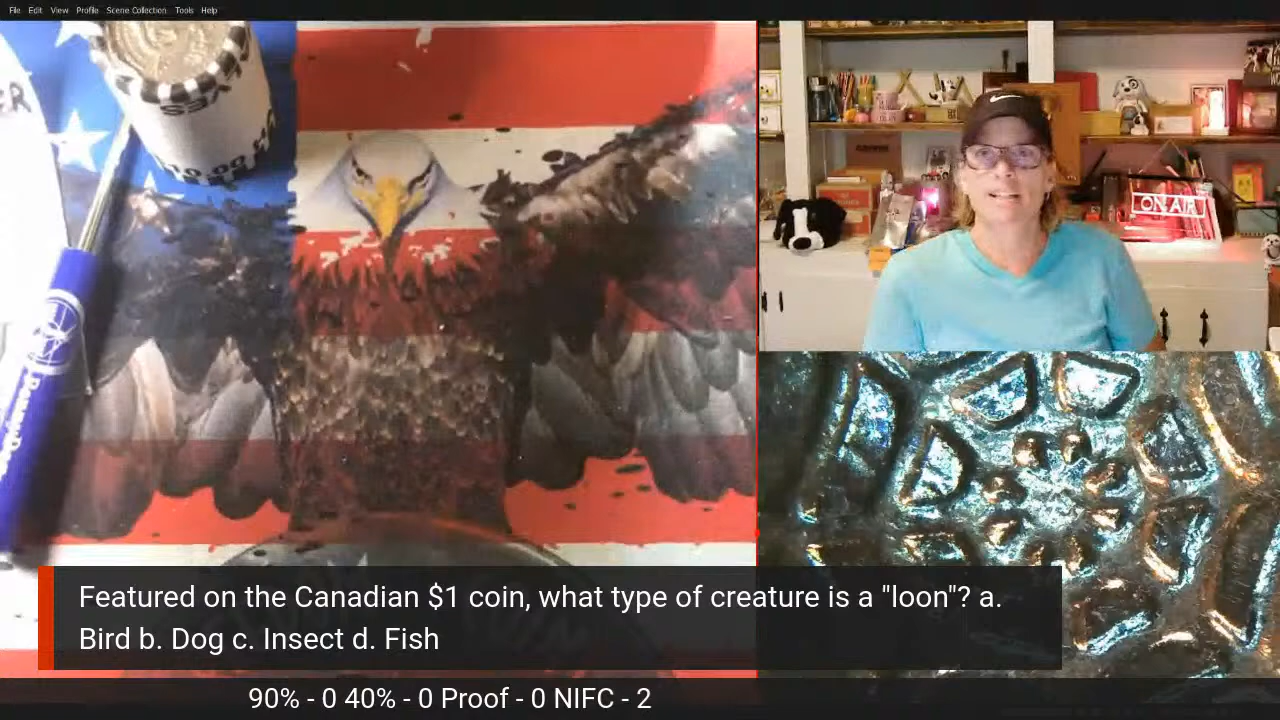 File Edit View Profile Scene Collection Tools Help
ON AIR
Featured on the Canadian $1 coin, what type of creature is a "loon"? a.
Bird b. Dog c. Insect d. Fish
90% - 0 40% - 0 Proof - 0 NIFC - 2